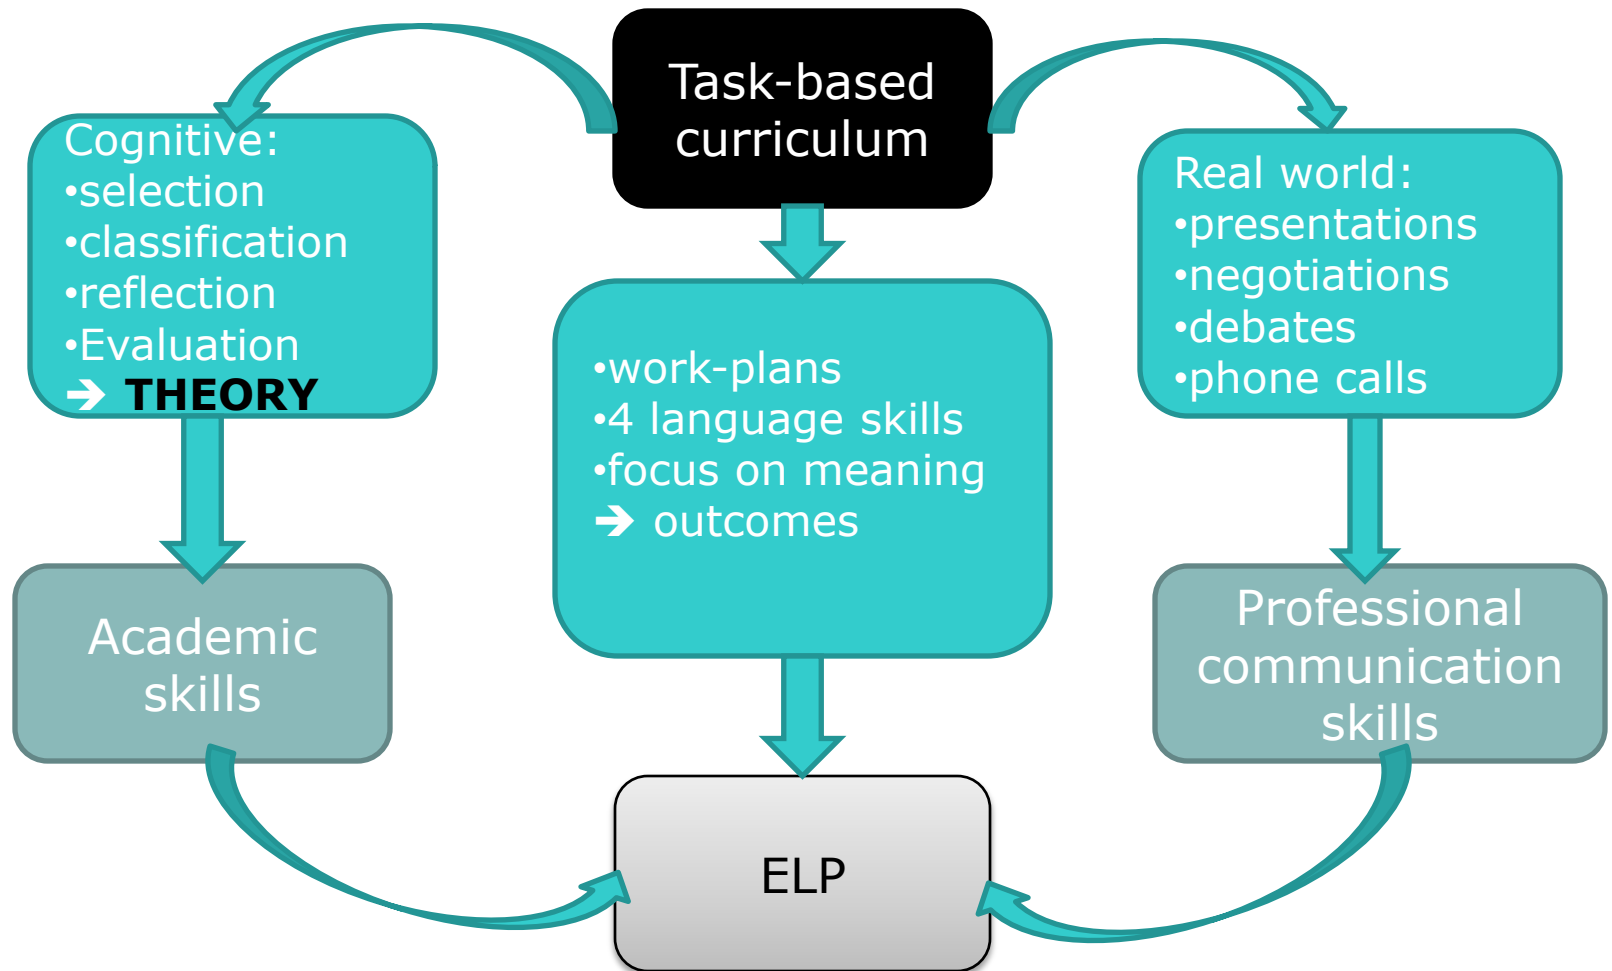 Task-based
curriculum
Cognitive:
•selection
•classification
•reflection
•Evaluation
➔ THEORY
•work-plans
•4 language skills
•focus on meaning
➔ outcomes
Real world:
•presentations
•negotiations
•debates
•phone calls
Academic
skills
Professional
communication
skills
ELP